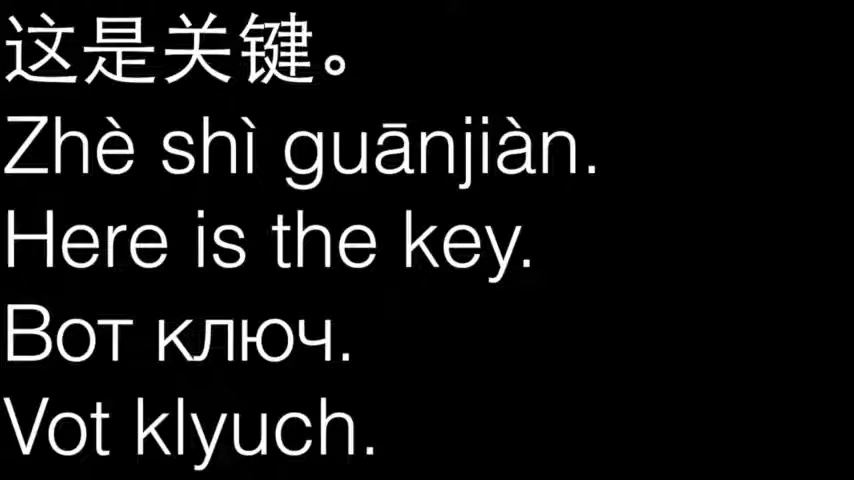 这是关键。
Zhè shì guānjiàn.
Here is the key.
Вот ключ.
Vot klyuch.